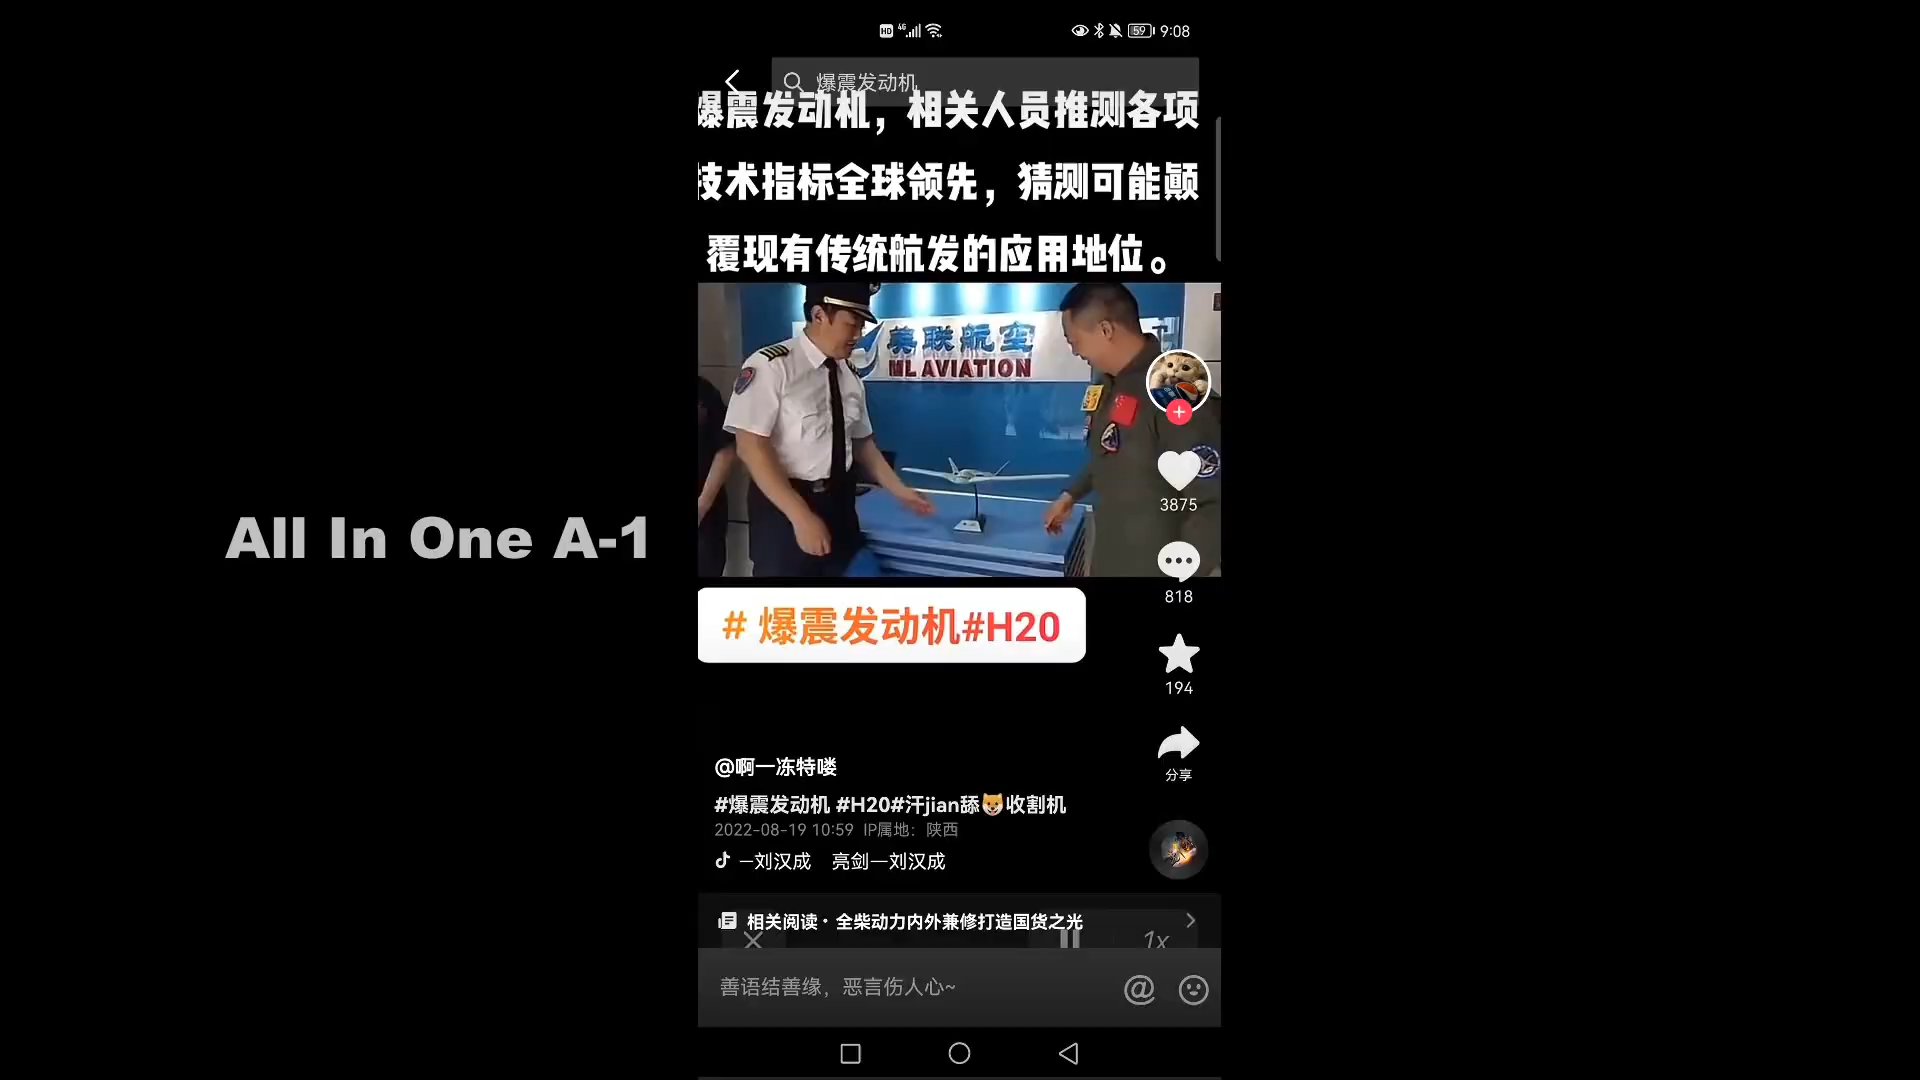 HD 4G 59 9:08
爆震发动机
爆震发动机，相关人员推测各项
技术指标全球领先，猜测可能颠
覆现有传统航发的应用地位。
美联航空
ML AVIATION
3875
All In One A-1
818
# 爆震发动机#H20
194
分享
@啊一冻特喽
#爆震发动机 #H20#汗jian舔🐶收割机
2022-08-19 10:59 IP属地：陕西
一刘汉成 亮剑一刘汉成
相关阅读· 全柴动力内外兼修打造国货之光
1x
善语结善缘，恶言伤人心~
@